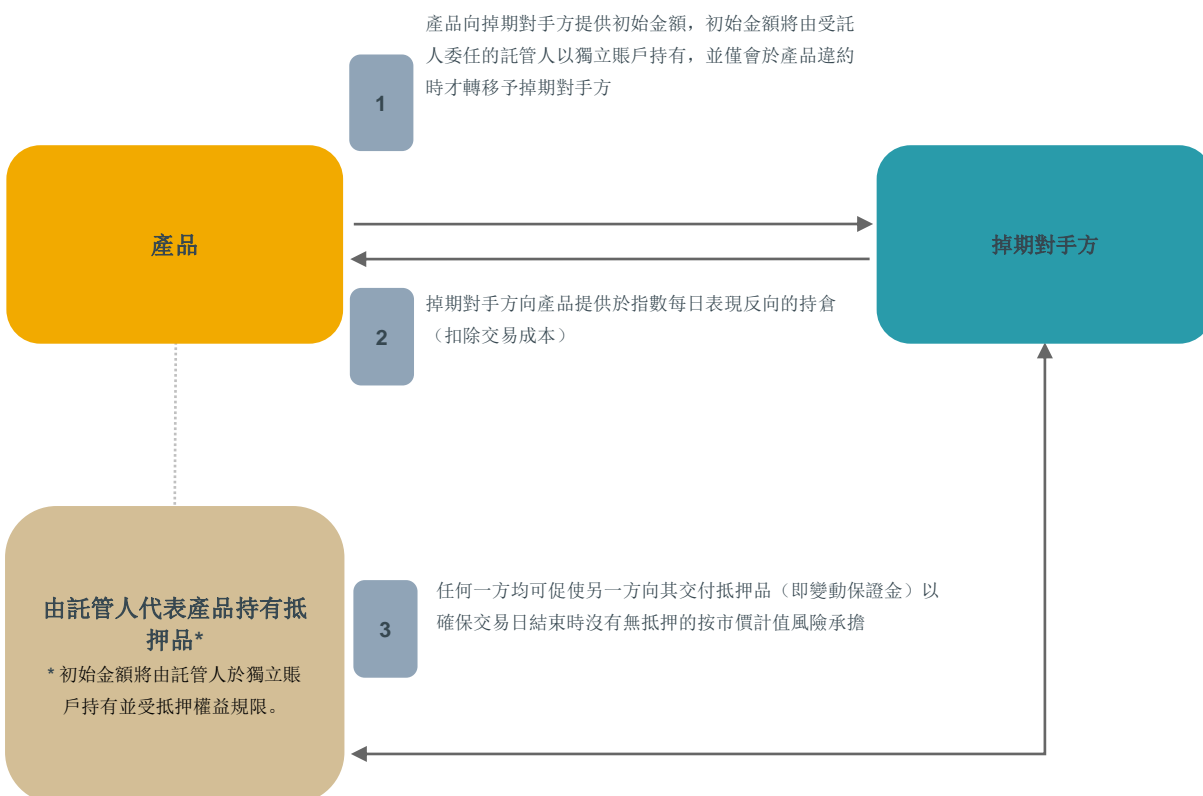 產品向掉期對手方提供初始金額，初始金額將由受託
人委任的託管人以獨立賬戶持有，並僅會於產品違約
時才轉移予掉期對手方
1
產品
掉期對手方
掉期對手方向產品提供於指數每日表現反向的持倉
（扣除交易成本）
2
由託管人代表產品持有抵
押品*
* 初始金額將由託管人於獨立賬
戶持有並受抵押權益規限。
任何一方均可促使另一方向其交付抵押品（即變動保證金）以
確保交易日結束時沒有無抵押的按市價計值風險承擔
3